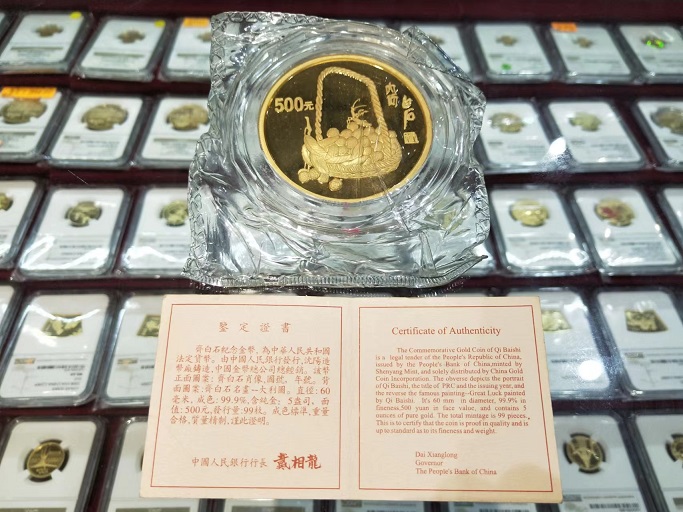 500元
鉴定證書
齊白石紀念金幣，為中華人民共和國
法定貨幣。由中國人民銀行發行，沈陽造
幣廠鑄造，中國金幣總公司總經銷。該幣
正面圖案：齊白石肖像，國號，年號。背
面圖案：齊白石名畫—大利圖。直徑：60
毫米，成色：99.9%，含純金：5盎司，面
值：500元，發行量：99枚。成色標準，重量
合格，質量精制，謹此證明。
中國人民銀行行長 戴相龍
Certificate of Authenticity
The Commemorative Gold Coin of Qi Baishi
is a legal tender of the People's Republic of China,
issued by the People's Bank of China,minted by
Shenyang Mint, and solely distributed by China Gold
Coin Incorporation. The obverse depicts the portrait
of Qi Baishi, the title of PRC and the issuing year, and
the reverse the famous painting—Great Luck painted
by Qi Baishi. It's 60 mm in diameter, 99.9% in
fineness,500 yuan in face value, and contains 5
ounces of pure gold. The total mintage is 99 pieces,
This is to certify that the coin is proof in quality and is
up to standard as to its fineness and weight.
Dai Xianglong
Governor
The People's Bank of China